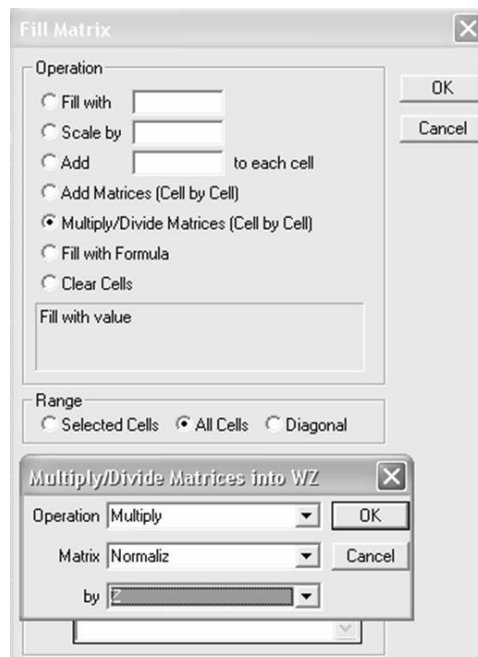 Fill Matrix
Operation
Fill with
OK
Scale by
Cancel
Add to each cell
Add Matrices (Cell by Cell)
Multiply/Divide Matrices (Cell by Cell)
Fill with Formula
Clear Cells
Fill with value
Range
Selected Cells All Cells Diagonal
Multiply/Divide Matrices into WZ
Operation Multiply OK
Matrix Normaliz Cancel
by Z